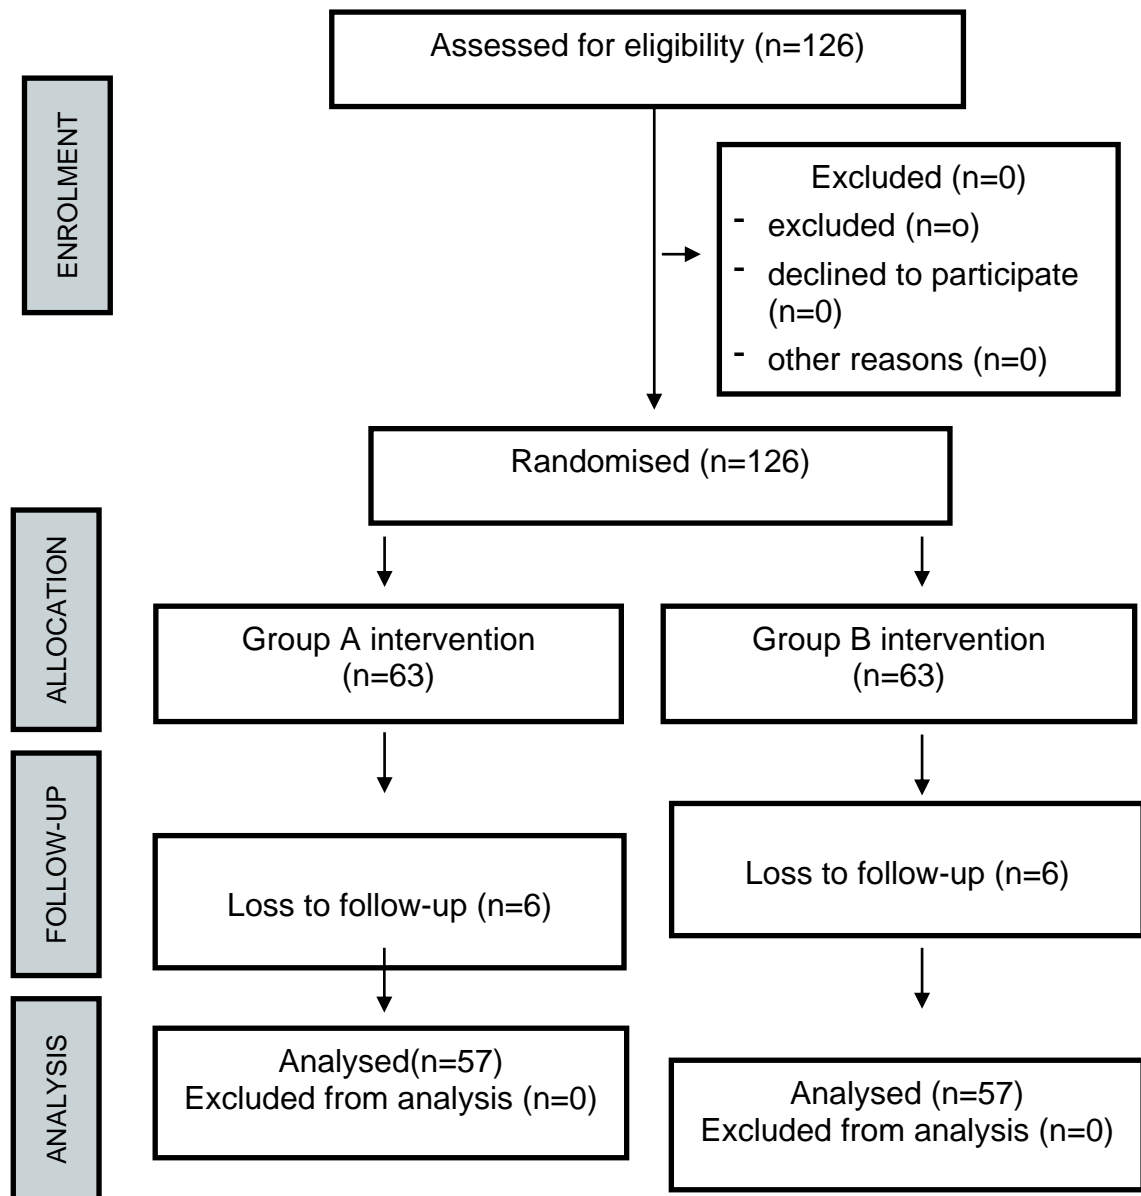 Assessed for eligibility (n=126)
ENROLMENT
Excluded (n=0)
- excluded (n=o)
- declined to participate
(n=0)
- other reasons (n=0)
Randomised (n=126)
ALLOCATION
Group A intervention
(n=63)
Group B intervention
(n=63)
FOLLOW-UP
Loss to follow-up (n=6)
Loss to follow-up (n=6)
ANALYSIS
Analysed(n=57)
Excluded from analysis (n=0)
Analysed (n=57)
Excluded from analysis (n=0)